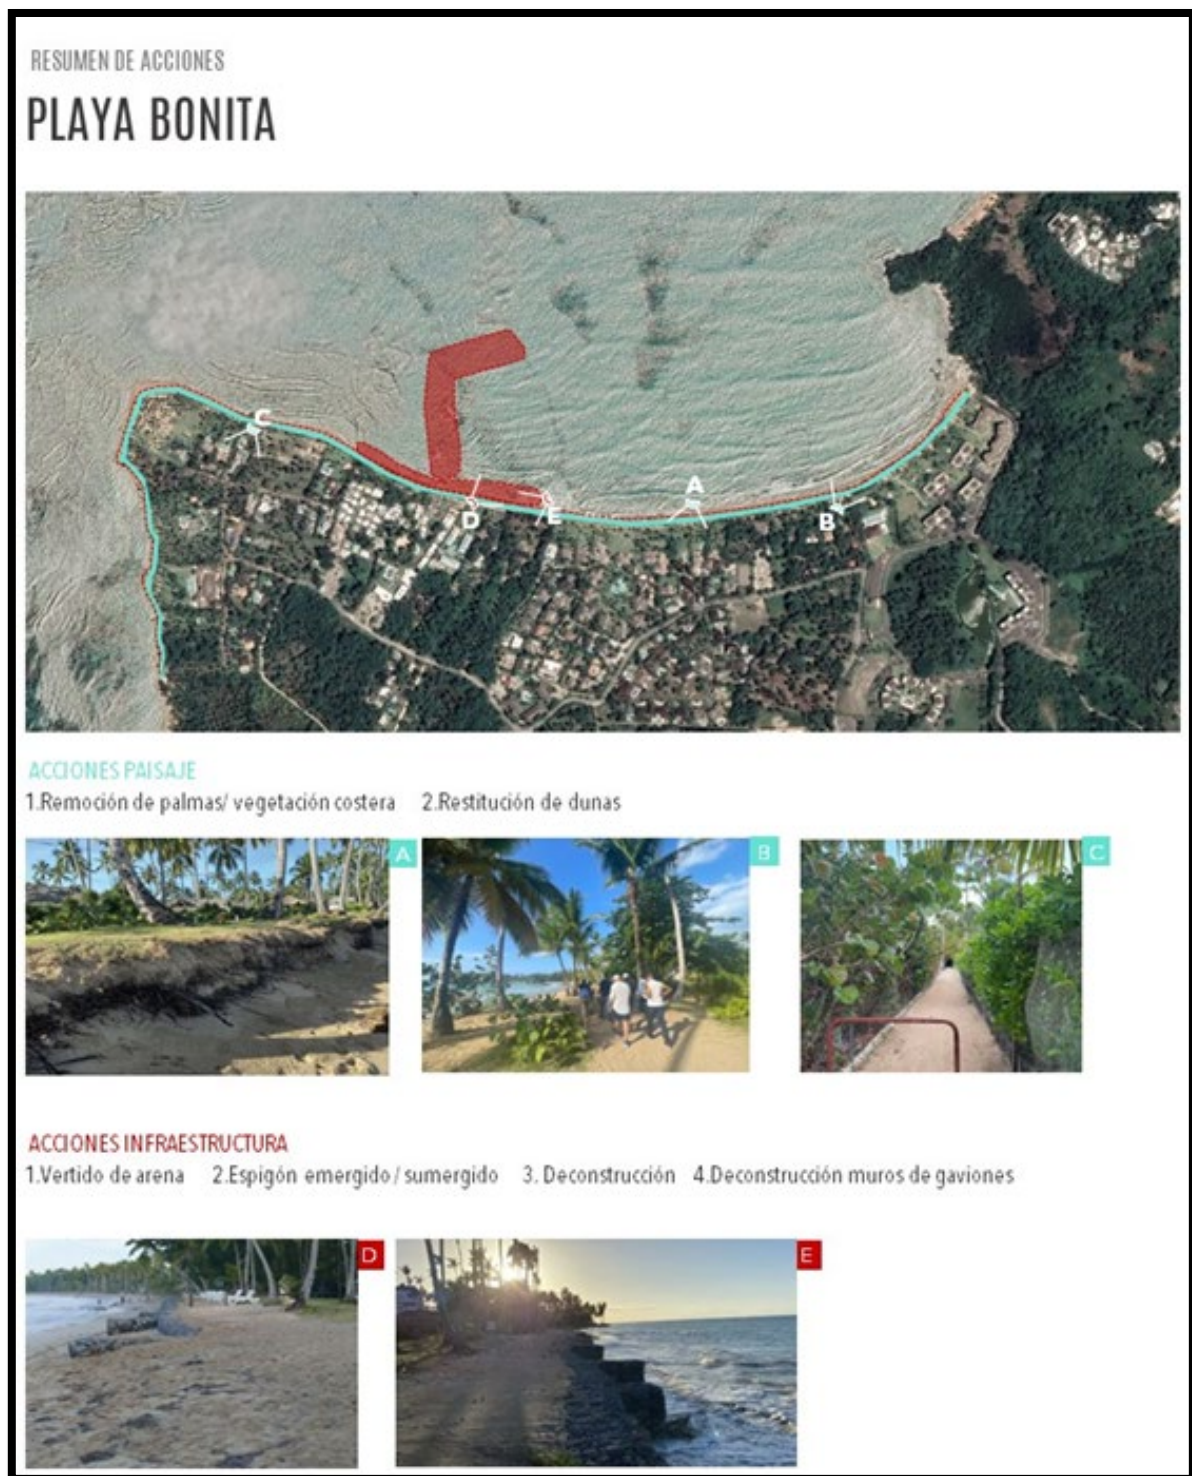 RESUMEN DE ACCIONES
PLAYA BONITA
C
A
D
E
B
ACCIONES PAISAJE
1.Remoción de palmas/ vegetación costera 2.Restitución de dunas
A
B
C
ACCIONES INFRAESTRUCTURA
1.Vertido de arena 2.Espigón emergido / sumergido 3. Deconstrucción 4.Deconstrucción muros de gaviones
D
E